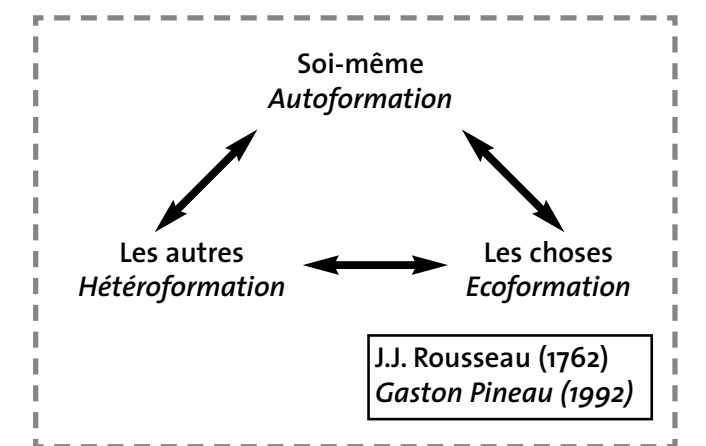 Soi-même
Autoformation
Les autres
Hétéroformation
Les choses
Ecoformation
J.J. Rousseau (1762)
Gaston Pineau (1992)